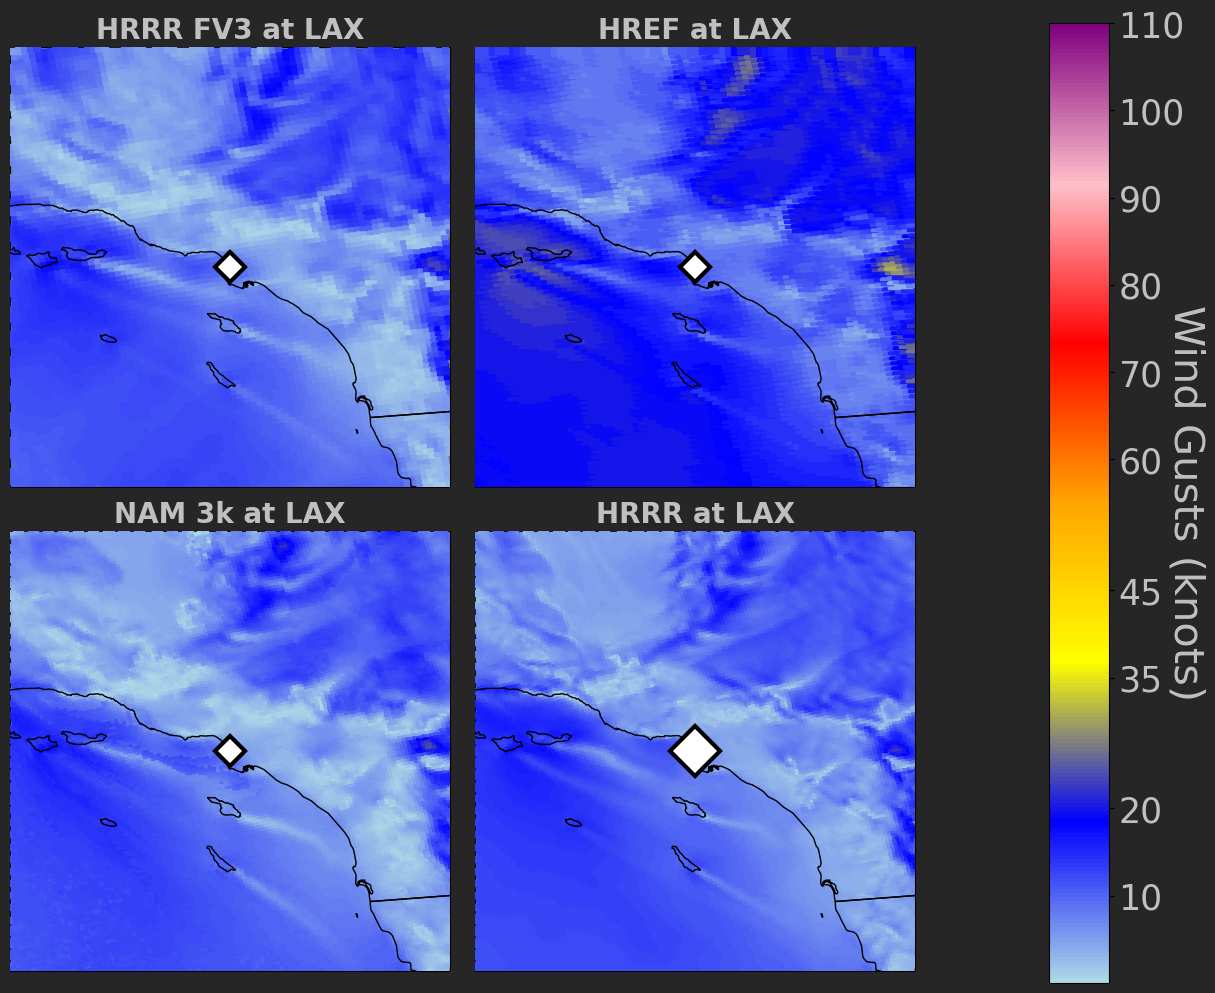 HRRR FV3 at LAX
HREF at LAX
NAM 3k at LAX
HRRR at LAX
110
100
90
80
70
60
45
35
20
10
Wind Gusts (knots)